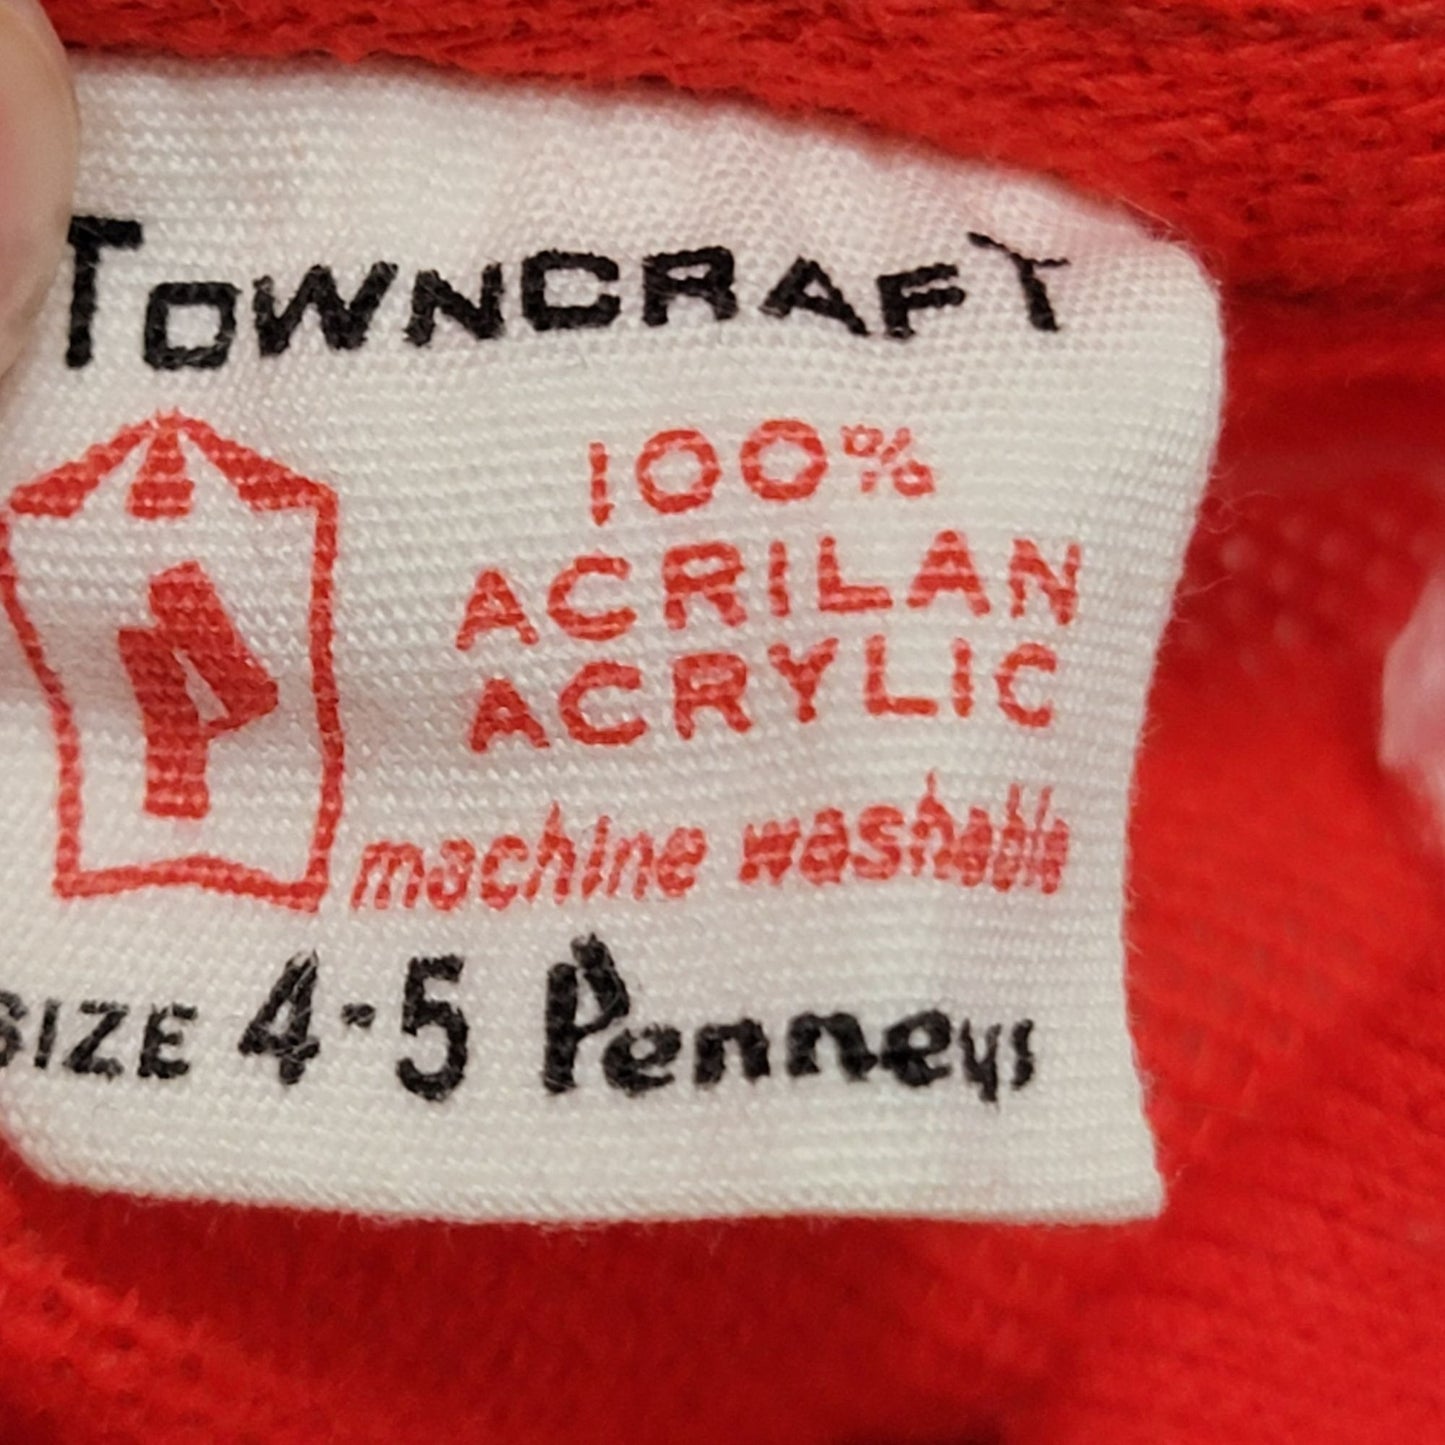 TOWNCRAFT
P
100%
ACRILAN
ACRYLIC
machine washable
SIZE 4-5 Penneys